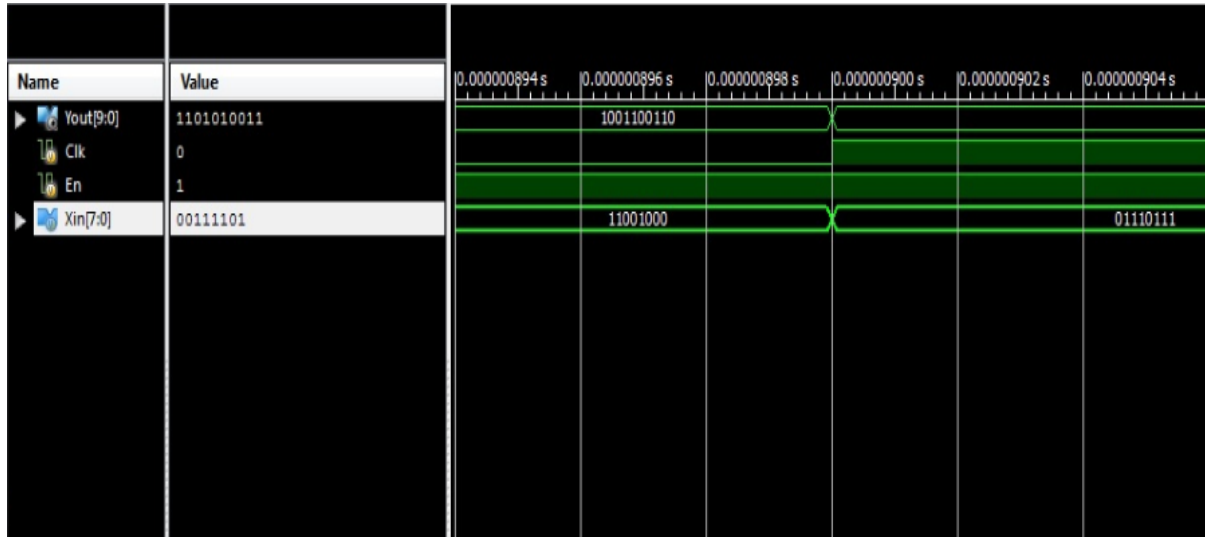 Name Value |0.000000894 s |0.000000896 s |0.000000898 s |0.000000900 s |0.000000902 s |0.000000904 s
Yout[9:0] 1101010011 1001100110
Clk 0
En 1
Xin[7:0] 00111101 11001000 01110111